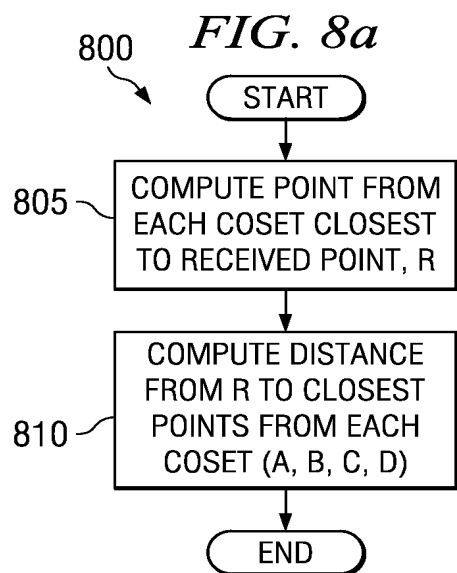 FIG. 8a
800
START
805
COMPUTE POINT FROM
EACH COSET CLOSEST
TO RECEIVED POINT, R
810
COMPUTE DISTANCE
FROM R TO CLOSEST
POINTS FROM EACH
COSET (A, B, C, D)
END